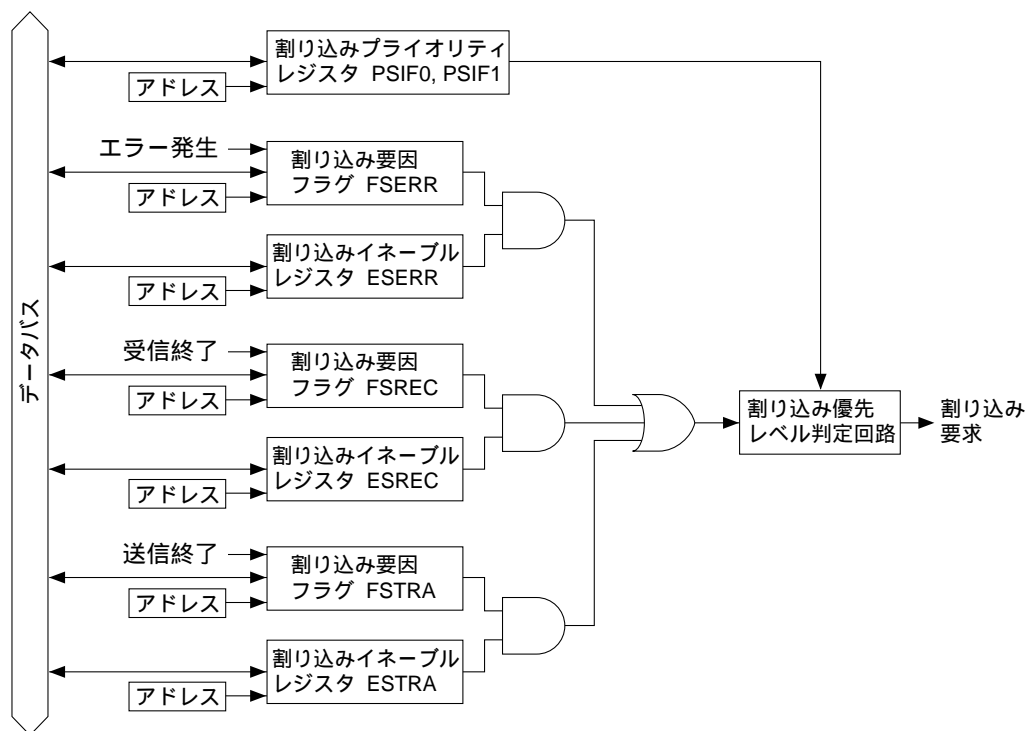 割り込みプライオリティ
レジスタ PSIF0, PSIF1
アドレス
エラー発生
割り込み要因
フラグ FSERR
アドレス
割り込みイネーブル
レジスタ ESERR
アドレス
データバス
受信終了
割り込み要因
フラグ FSREC
アドレス
割り込みイネーブル
レジスタ ESREC
アドレス
割り込み優先
レベル判定回路
割り込み
要求
送信終了
割り込み要因
フラグ FSTRA
アドレス
割り込みイネーブル
レジスタ ESTRA
アドレス